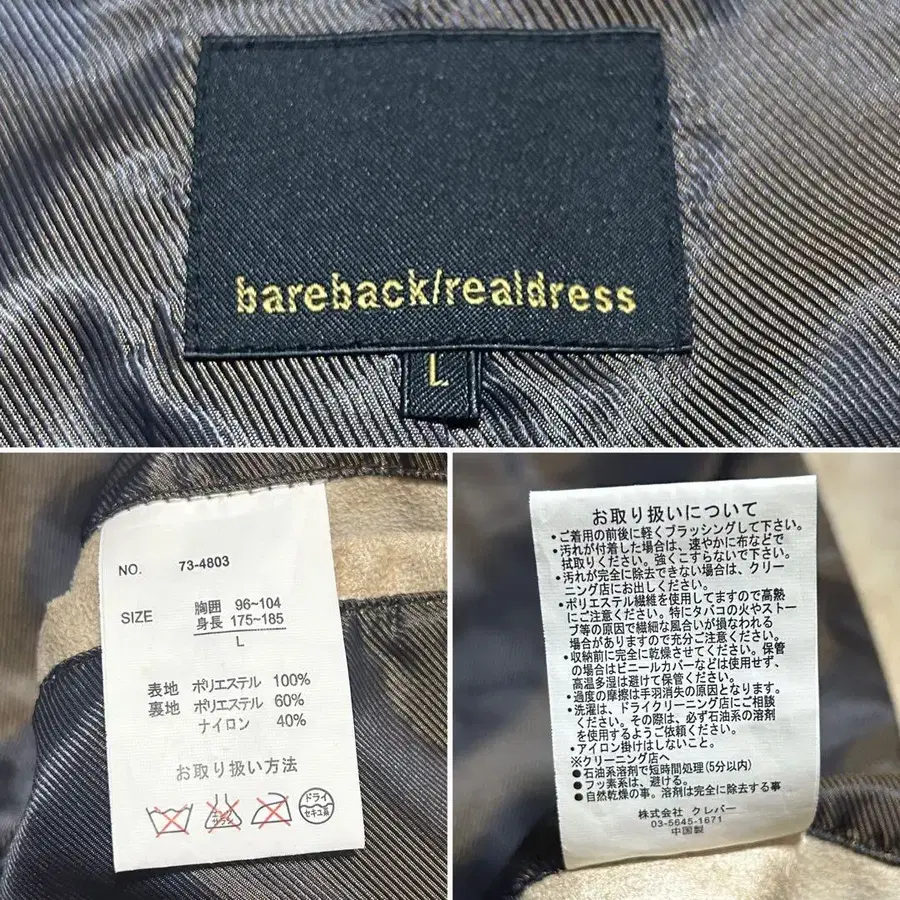 bareback/realdress
L
NO. 73-4803
SIZE 胸囲 96~104
身長 175~185
L
表地 ポリエステル 100%
裏地 ポリエステル 60%
ナイロン 40%
お取り扱い方法
エンソ サラシ
ドライ
セキユ系
お取り扱いについて
•ご着用の前後に軽くブラッシングして下さい。
•汚れが付着した場合は、速やかに布などで
拭取りください。強くこすらないで下さい。
•汚れが完全に除去できない場合は、クリー
ニング店にお出しください。
•ポリエステル繊維を使用してますので高熱
にご注意ください。特にタバコの火やストー
ブ等の原因で繊細な風合いが損なわれる
場合がありますので充分ご注意ください。
•収納前に完全に乾燥させてください。保管
の場合はビニールカバーなどは使用せず、
高温多湿は避けて保管ください。
•過度の摩擦は手羽消失の原因となります。
•洗濯は、ドライクリーニング店にご相談
ください。その際は、必ず石油系の溶剤
を使用するようご依頼ください。
•アイロン掛けはしないこと。
※クリーニング店へ
●石油系溶剤で短時間処理(5分以内)
●フッ素系は、避ける。
●自然乾燥の事。溶剤は完全に除去する事
株式会社 クレバー
03-5645-1671
中国製